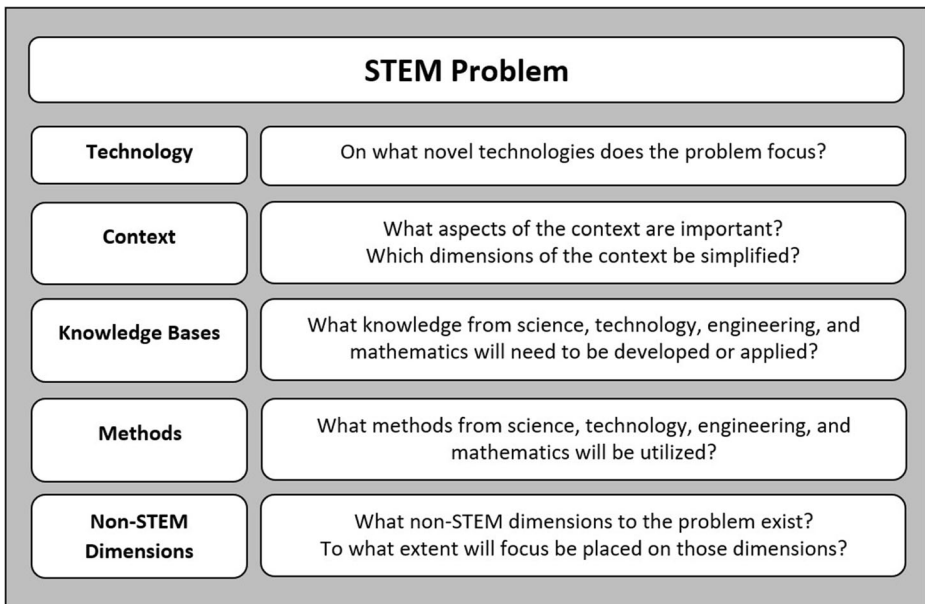 STEM Problem
Technology
On what novel technologies does the problem focus?
Context
What aspects of the context are important?
Which dimensions of the context be simplified?
Knowledge Bases
What knowledge from science, technology, engineering, and
mathematics will need to be developed or applied?
Methods
What methods from science, technology, engineering, and
mathematics will be utilized?
Non-STEM
Dimensions
What non-STEM dimensions to the problem exist?
To what extent will focus be placed on those dimensions?